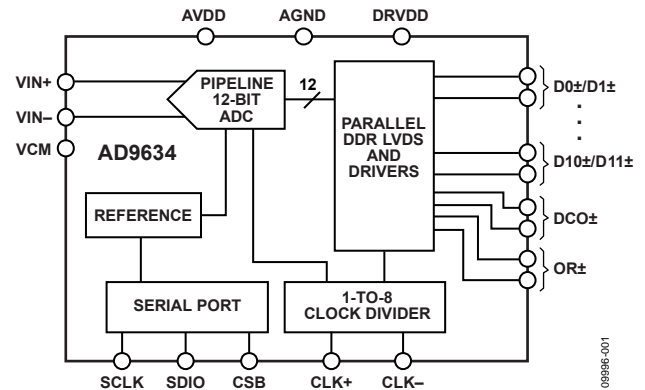 AVDD AGND DRVDD
VIN+
VIN–
VCM
AD9634
PIPELINE
12-BIT
ADC
12
PARALLEL
DDR LVDS
AND
DRIVERS
D0±/D1±
D10±/D11±
DCO±
OR±
REFERENCE
SERIAL PORT
1-TO-8
CLOCK DIVIDER
SCLK SDIO CSB CLK+ CLK–
09996-001